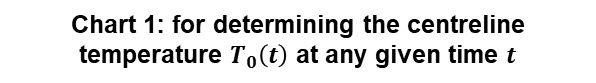 Chart 1: for determining the centreline
temperature T₀(t) at any given time t